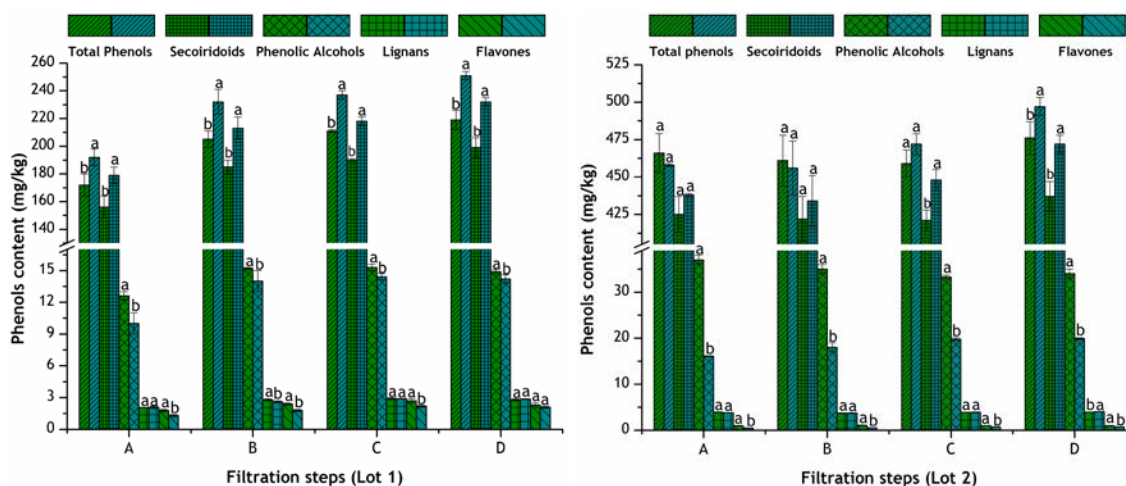 Total Phenols Secoiridoids Phenolic Alcohols Lignans Flavones
260
240
220
200
180
160
140
15
12
9
6
3
0
Phenols content (mg/kg)
b a b a a b a a a b
b a b a a b a b a b
b a b a a b a a a b
b a b a a b a a a b
A B C D
Filtration steps (Lot 1)
Total phenols Secoiridoids Phenolic Alcohols Lignans Flavones
525
500
475
450
425
30
20
10
0
Phenols content (mg/kg)
a a a a a b a a a b
a a a a a b a a a b
a a b a a b a a a b
b a b a a b a a a b
A B C D
Filtration steps (Lot 2)